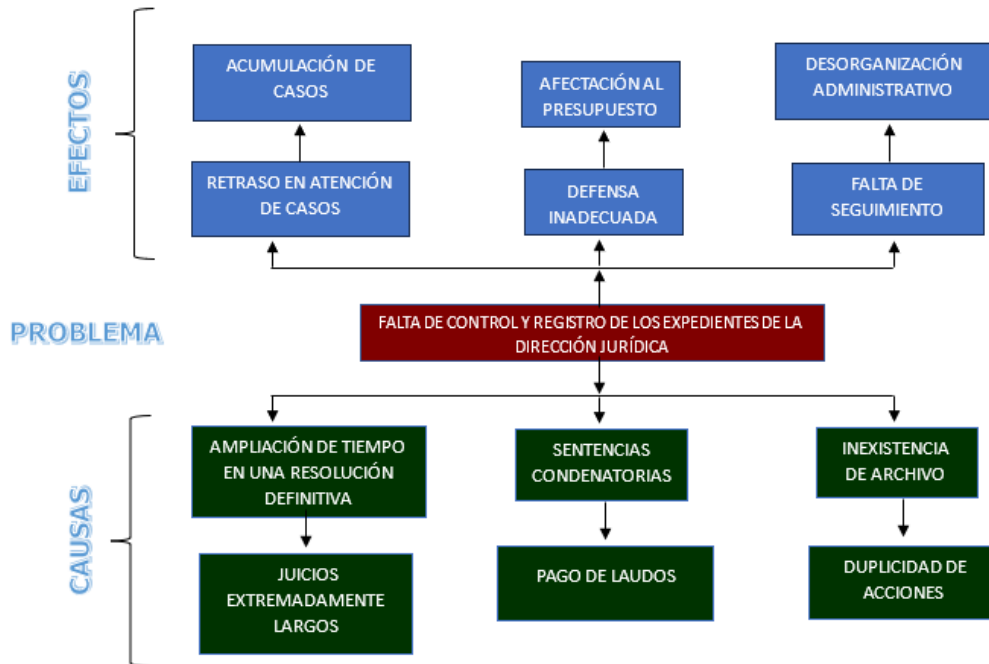 EFECTOS
ACUMULACIÓN DE
CASOS
AFECTACIÓN AL
PRESUPUESTO
DESORGANIZACIÓN
ADMINISTRATIVO
RETRASO EN ATENCIÓN
DE CASOS
DEFENSA
INADECUADA
FALTA DE
SEGUIMIENTO
PROBLEMA
FALTA DE CONTROL Y REGISTRO DE LOS EXPEDIENTES DE LA
DIRECCIÓN JURÍDICA
CAUSAS
AMPLIACIÓN DE TIEMPO
EN UNA RESOLUCIÓN
DEFINITIVA
SENTENCIAS
CONDENATORIAS
INEXISTENCIA
DE ARCHIVO
JUICIOS
EXTREMADAMENTE
LARGOS
PAGO DE LAUDOS
DUPLICIDAD DE
ACCIONES